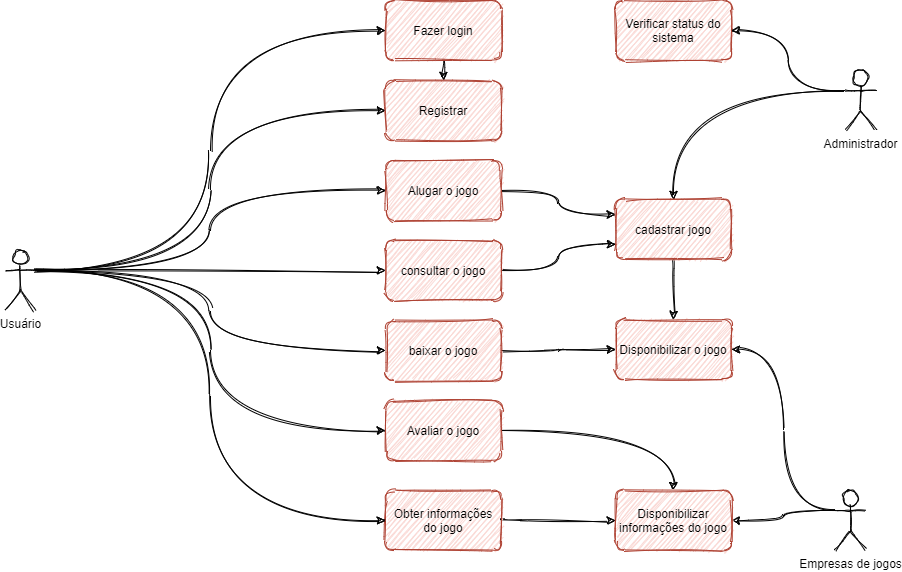 Fazer login
Verificar status do
sistema
Registrar
Administrador
Alugar o jogo
cadastrar jogo
consultar o jogo
Usuário
baixar o jogo
Disponibilizar o jogo
Avaliar o jogo
Obter informações
do jogo
Disponibilizar
informações do jogo
Empresas de jogos